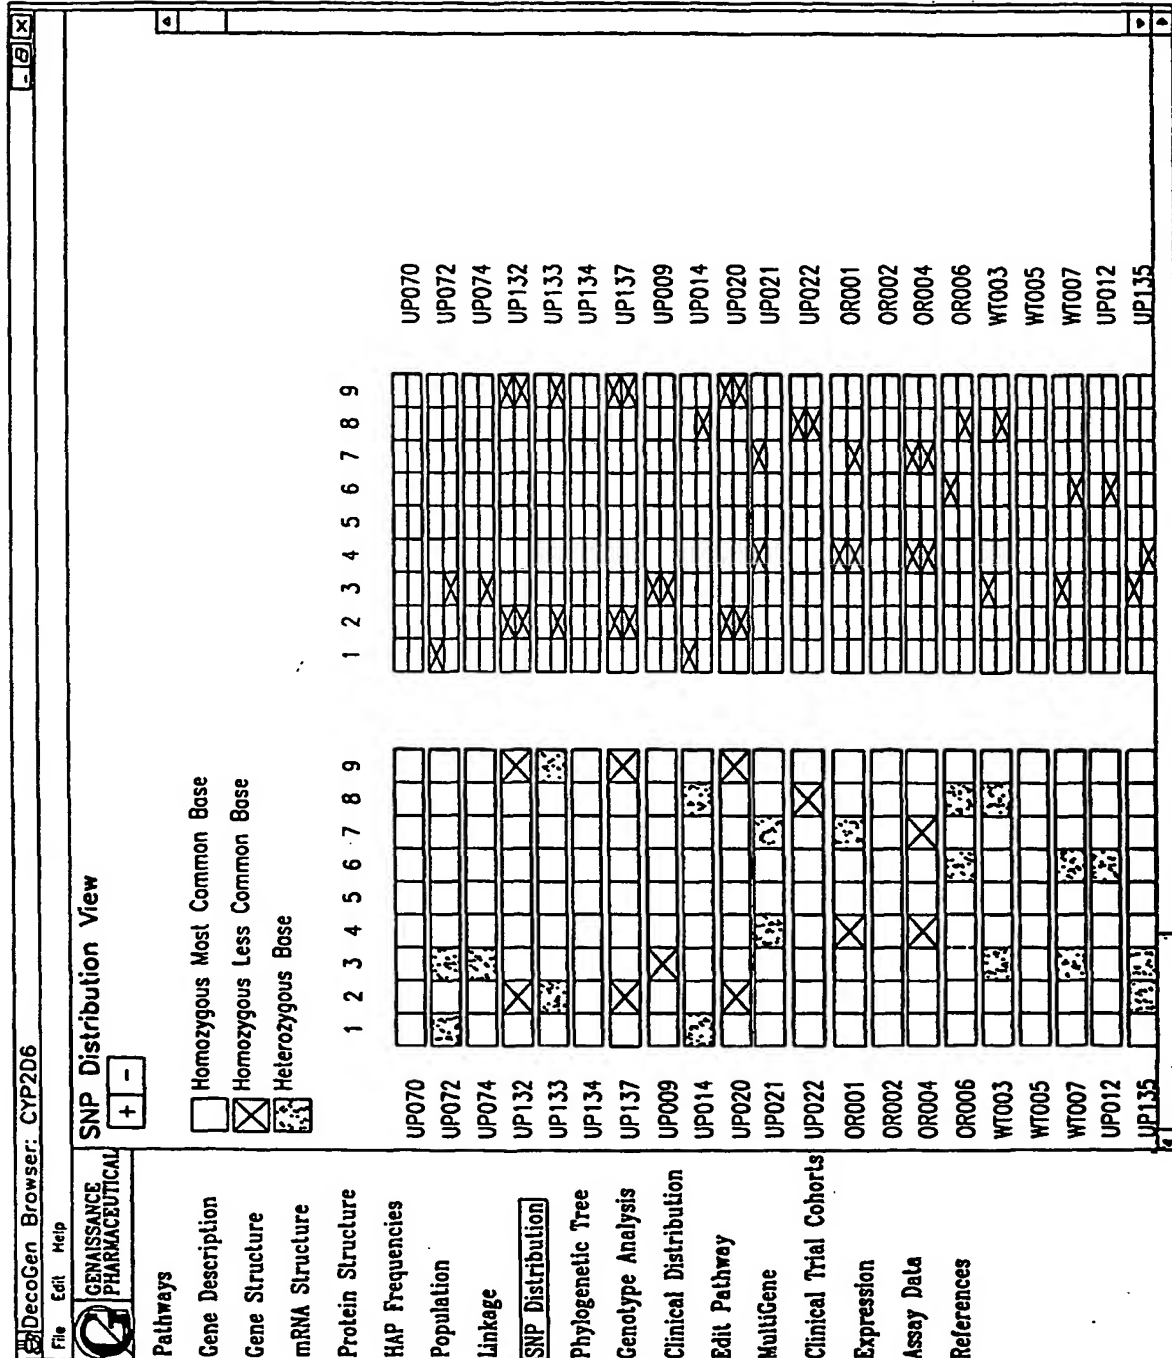 DecoGen Browser: CYP2D6
File Edit Help
GENAISSANCE
PHARMACEUTICAL
Pathways
Gene Description
Gene Structure
mRNA Structure
Protein Structure
HAP Frequencies
Population
Linkage
SNP Distribution
Phylogenetic Tree
Genotype Analysis
Clinical Distribution
Edit Pathway
MultiGene
Clinical Trial Cohorts
Expression
Assay Data
References
SNP Distribution View
+ -
Homozygous Most Common Base
Homozygous Less Common Base
Heterozygous Base
1 2 3 4 5 6 7 8 9 1 2 3 4 5 6 7 8 9
UP070 UP070
UP072 UP072
UP074 UP074
UP132 UP132
UP133 UP133
UP134 UP134
UP137 UP137
UP009 UP009
UP014 UP014
UP020 UP020
UP021 UP021
UP022 UP022
OR001 OR001
OR002 OR002
OR004 OR004
OR006 OR006
WT003 WT003
WT005 WT005
WT007 WT007
UP012 UP012
UP135 UP135